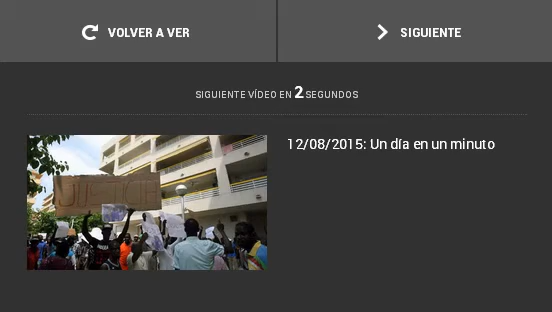 VOLVER A VER
SIGUIENTE
SIGUIENTE VÍDEO EN 2 SEGUNDOS
12/08/2015: Un día en un minuto
JUSTICE